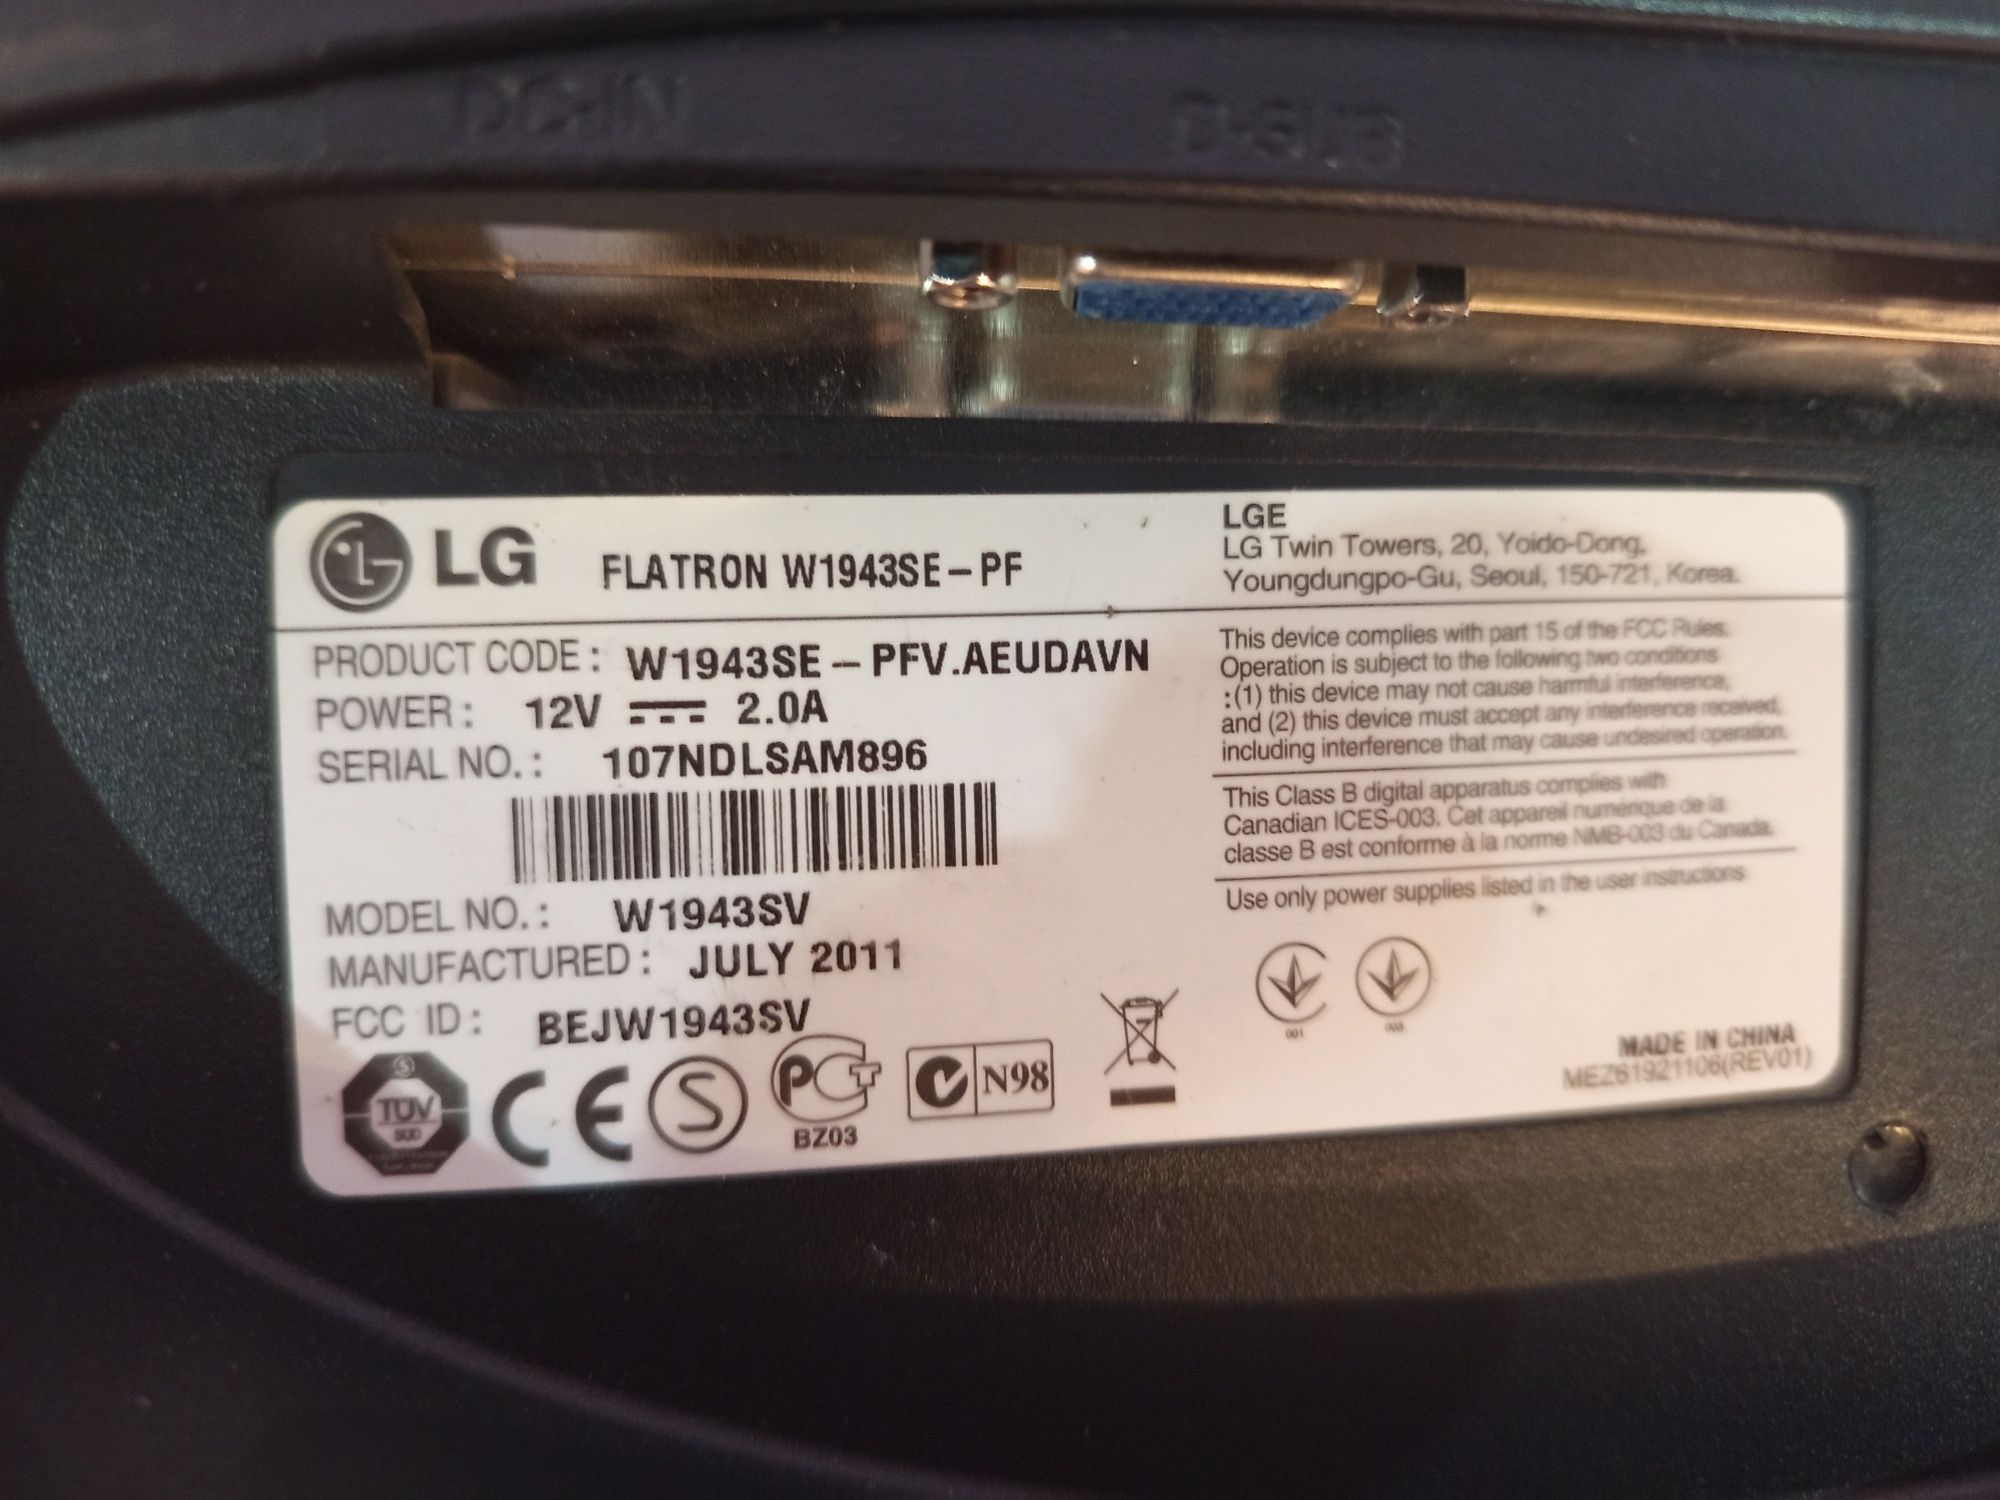 DC-IN
D-SUB
LG FLATRON W1943SE-PF
LGE
LG Twin Towers, 20, Yoido-Dong,
Youngdungpo-Gu, Seoul, 150-721, Korea.
PRODUCT CODE: W1943SE-PFV.AEUDAVN
POWER: 12V 2.0A
SERIAL NO.: 107NDLSAM896
MODEL NO.: W1943SV
MANUFACTURED: JULY 2011
FCC ID: BEJW1943SV
S
TÜV
SÜD
CE
S
PCT
BZ03
N98
This device complies with part 15 of the FCC Rules.
Operation is subject to the following two conditions
:(1) this device may not cause harmful interference,
and (2) this device must accept any interference received,
including interference that may cause undesired operation.
This Class B digital apparatus complies with
Canadian ICES-003. Cet appareil numérique de la
classe B est conforme à la norme NMB-003 du Canada.
Use only power supplies listed in the user instructions
001
003
MADE IN CHINA
MEZ61921106(REV01)